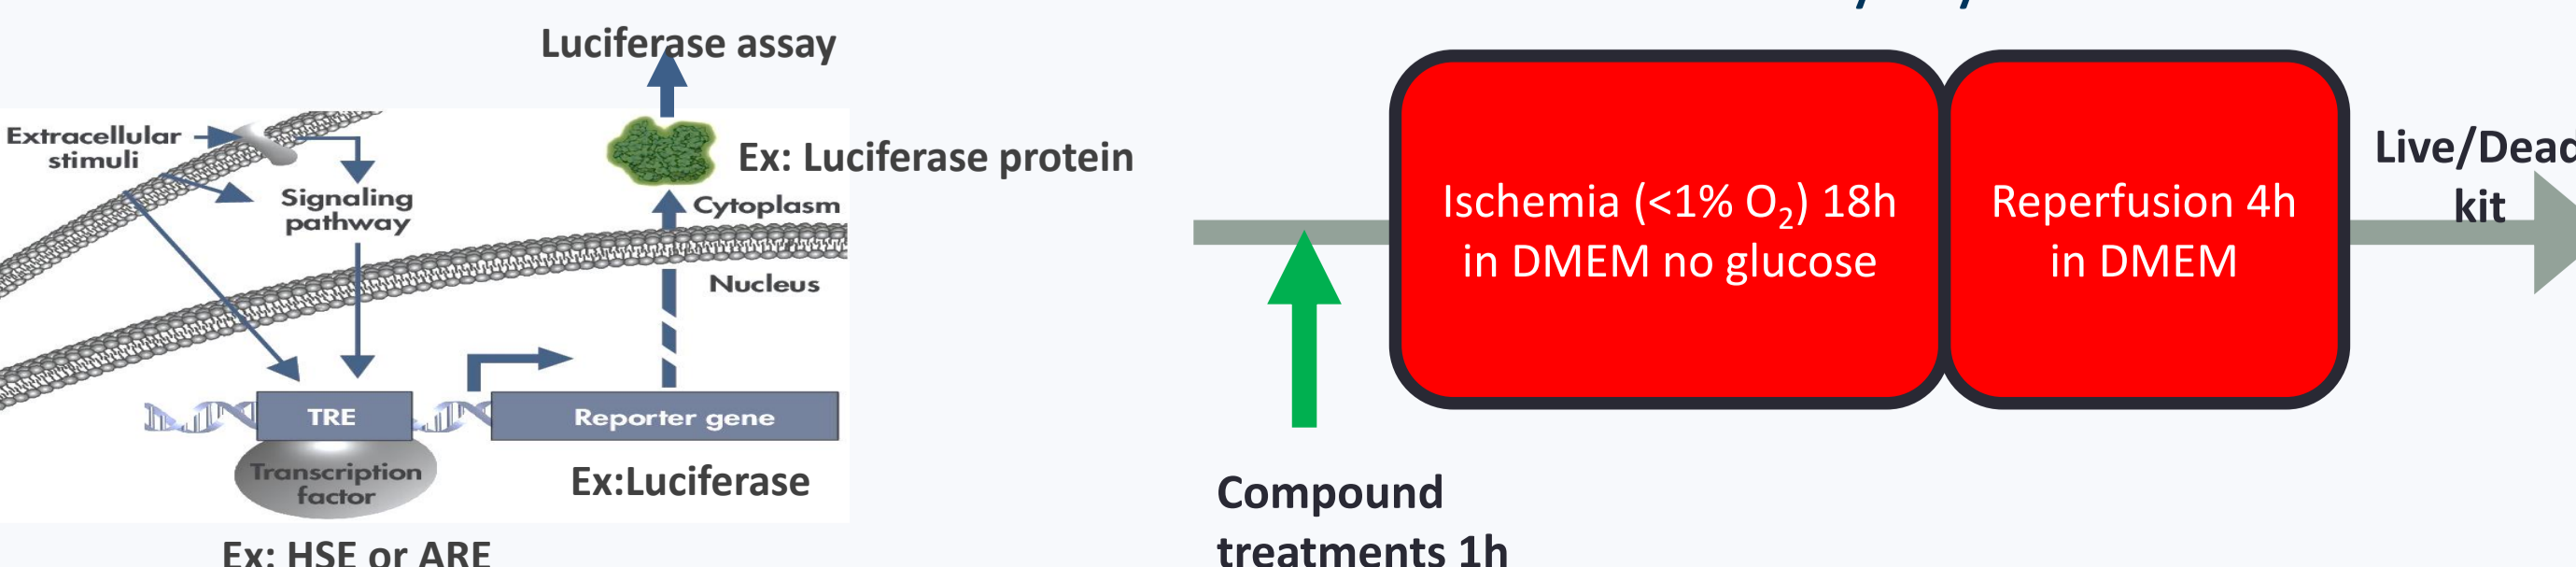 Luciferase assay
Extracellular
stimuli
Ex: Luciferase protein
Signaling
pathway
Cytoplasm
Nucleus
TRE
Reporter gene
Transcription
factor
Ex:Luciferase
Ex: HSE or ARE
Ischemia (<1% O₂) 18h
in DMEM no glucose
Reperfusion 4h
in DMEM
Live/Dead
kit
Compound
treatments 1h